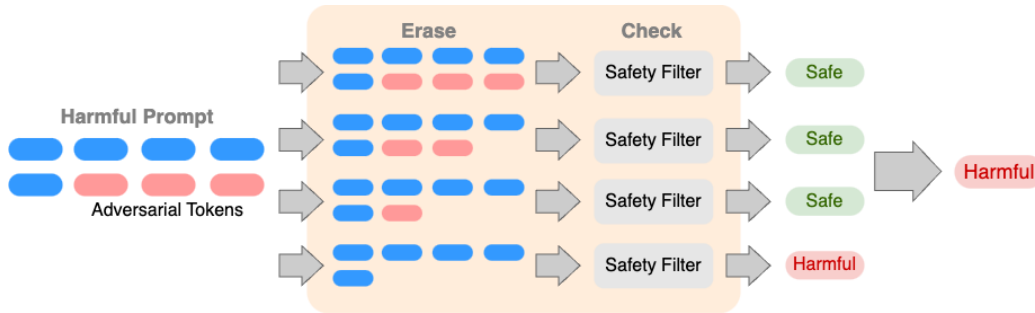 Erase
Check
Safety Filter
Safe
Harmful Prompt
Safety Filter
Safe
Harmful
Safety Filter
Safe
Adversarial Tokens
Safety Filter
Harmful